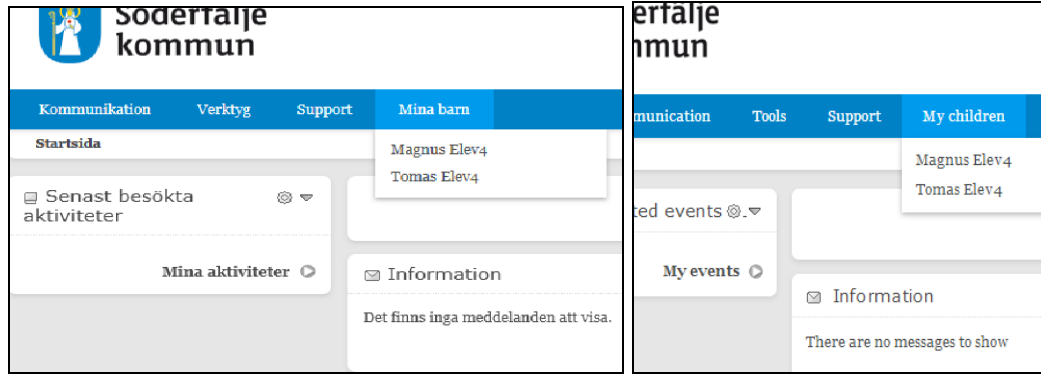 Södertälje
kommun
Kommunikation Verktyg Support Mina barn
Startsida
Magnus Elev4
Tomas Elev4
Senast besökta
aktiviteter
Mina aktiviteter
Information
Det finns inga meddelanden att visa.
ertälje
mun
munication Tools Support My children
Magnus Elev4
Tomas Elev4
ted events
My events
Information
There are no messages to show